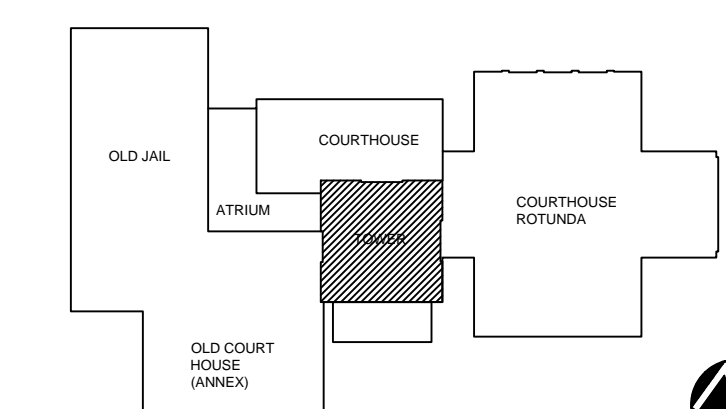 COURTHOUSE
OLD JAIL
COURTHOUSE
ROTUNDA
ATRIUM
TOWER
OLD COURT
HOUSE
(ANNEX)